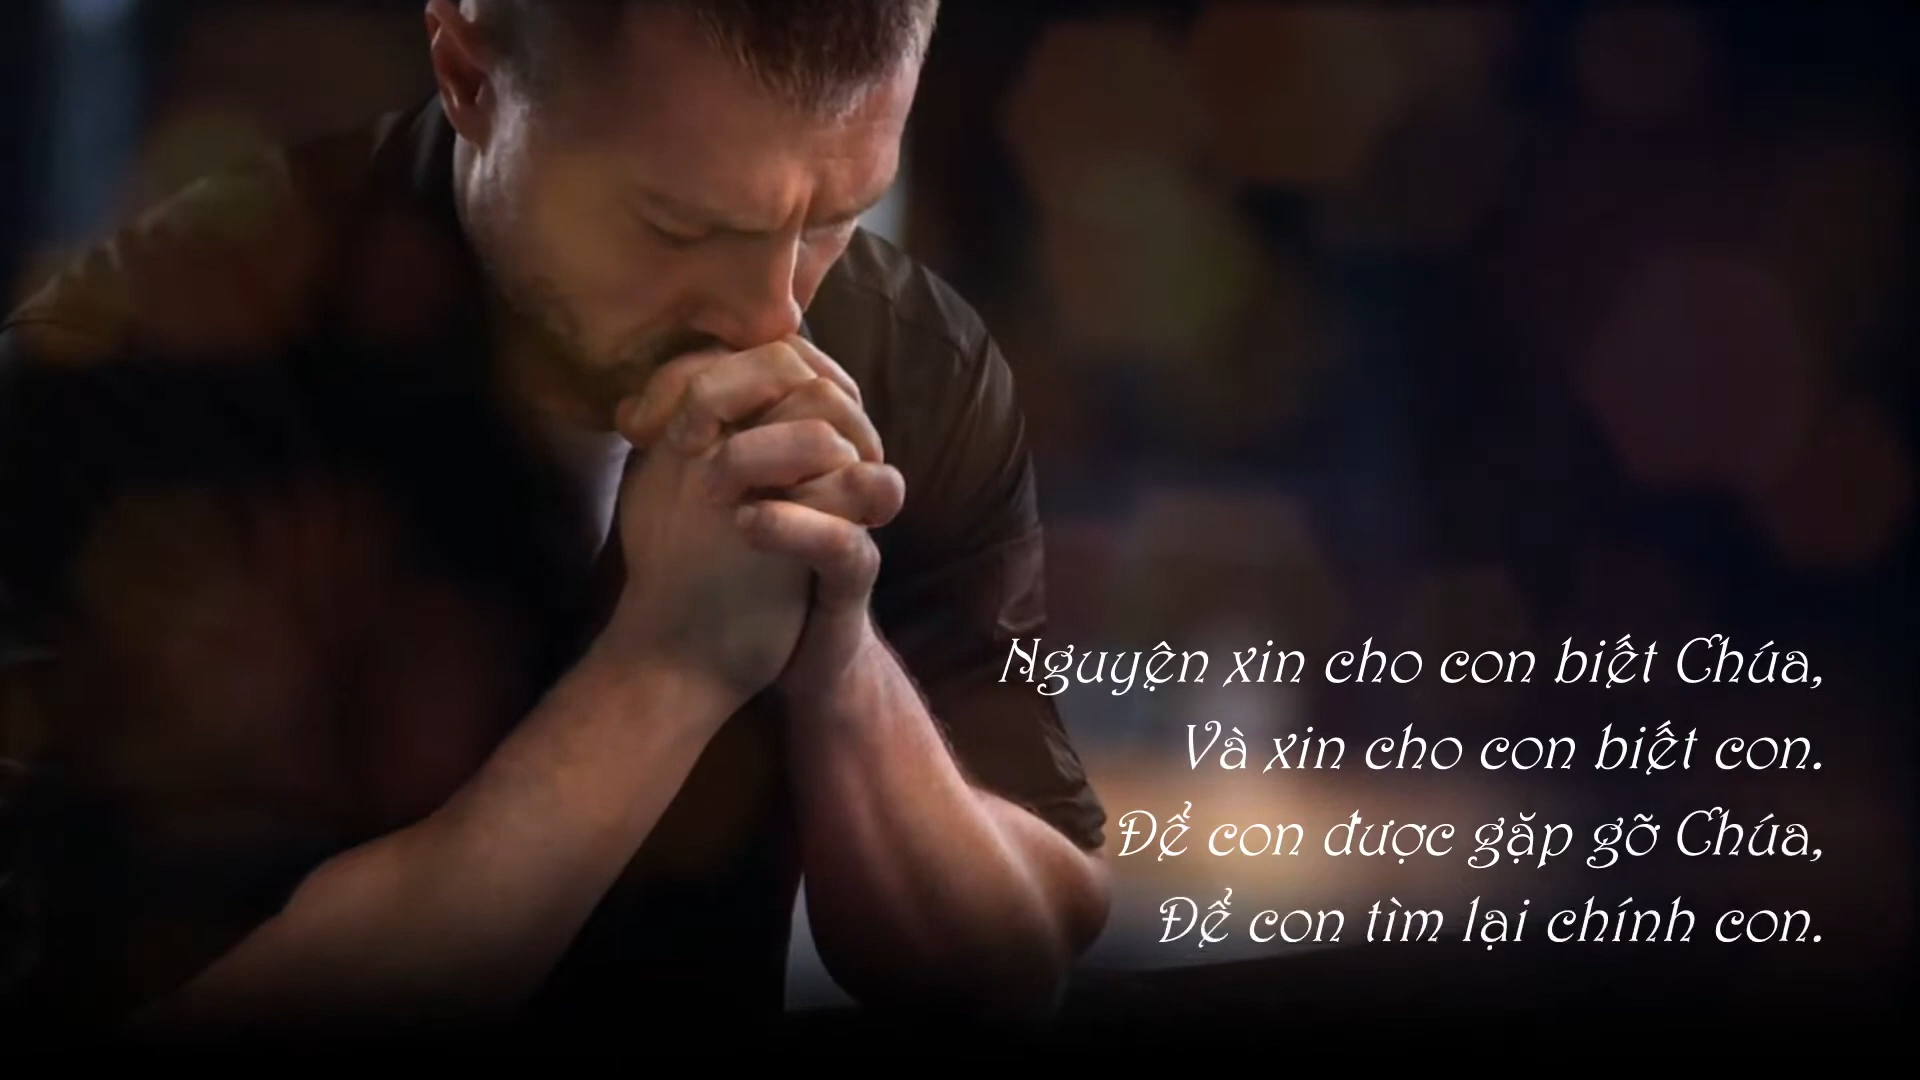 Nguyện xin cho con biết Chúa,
Và xin cho con biết con.
Để con được gặp gỡ Chúa,
Để con tìm lại chính con.